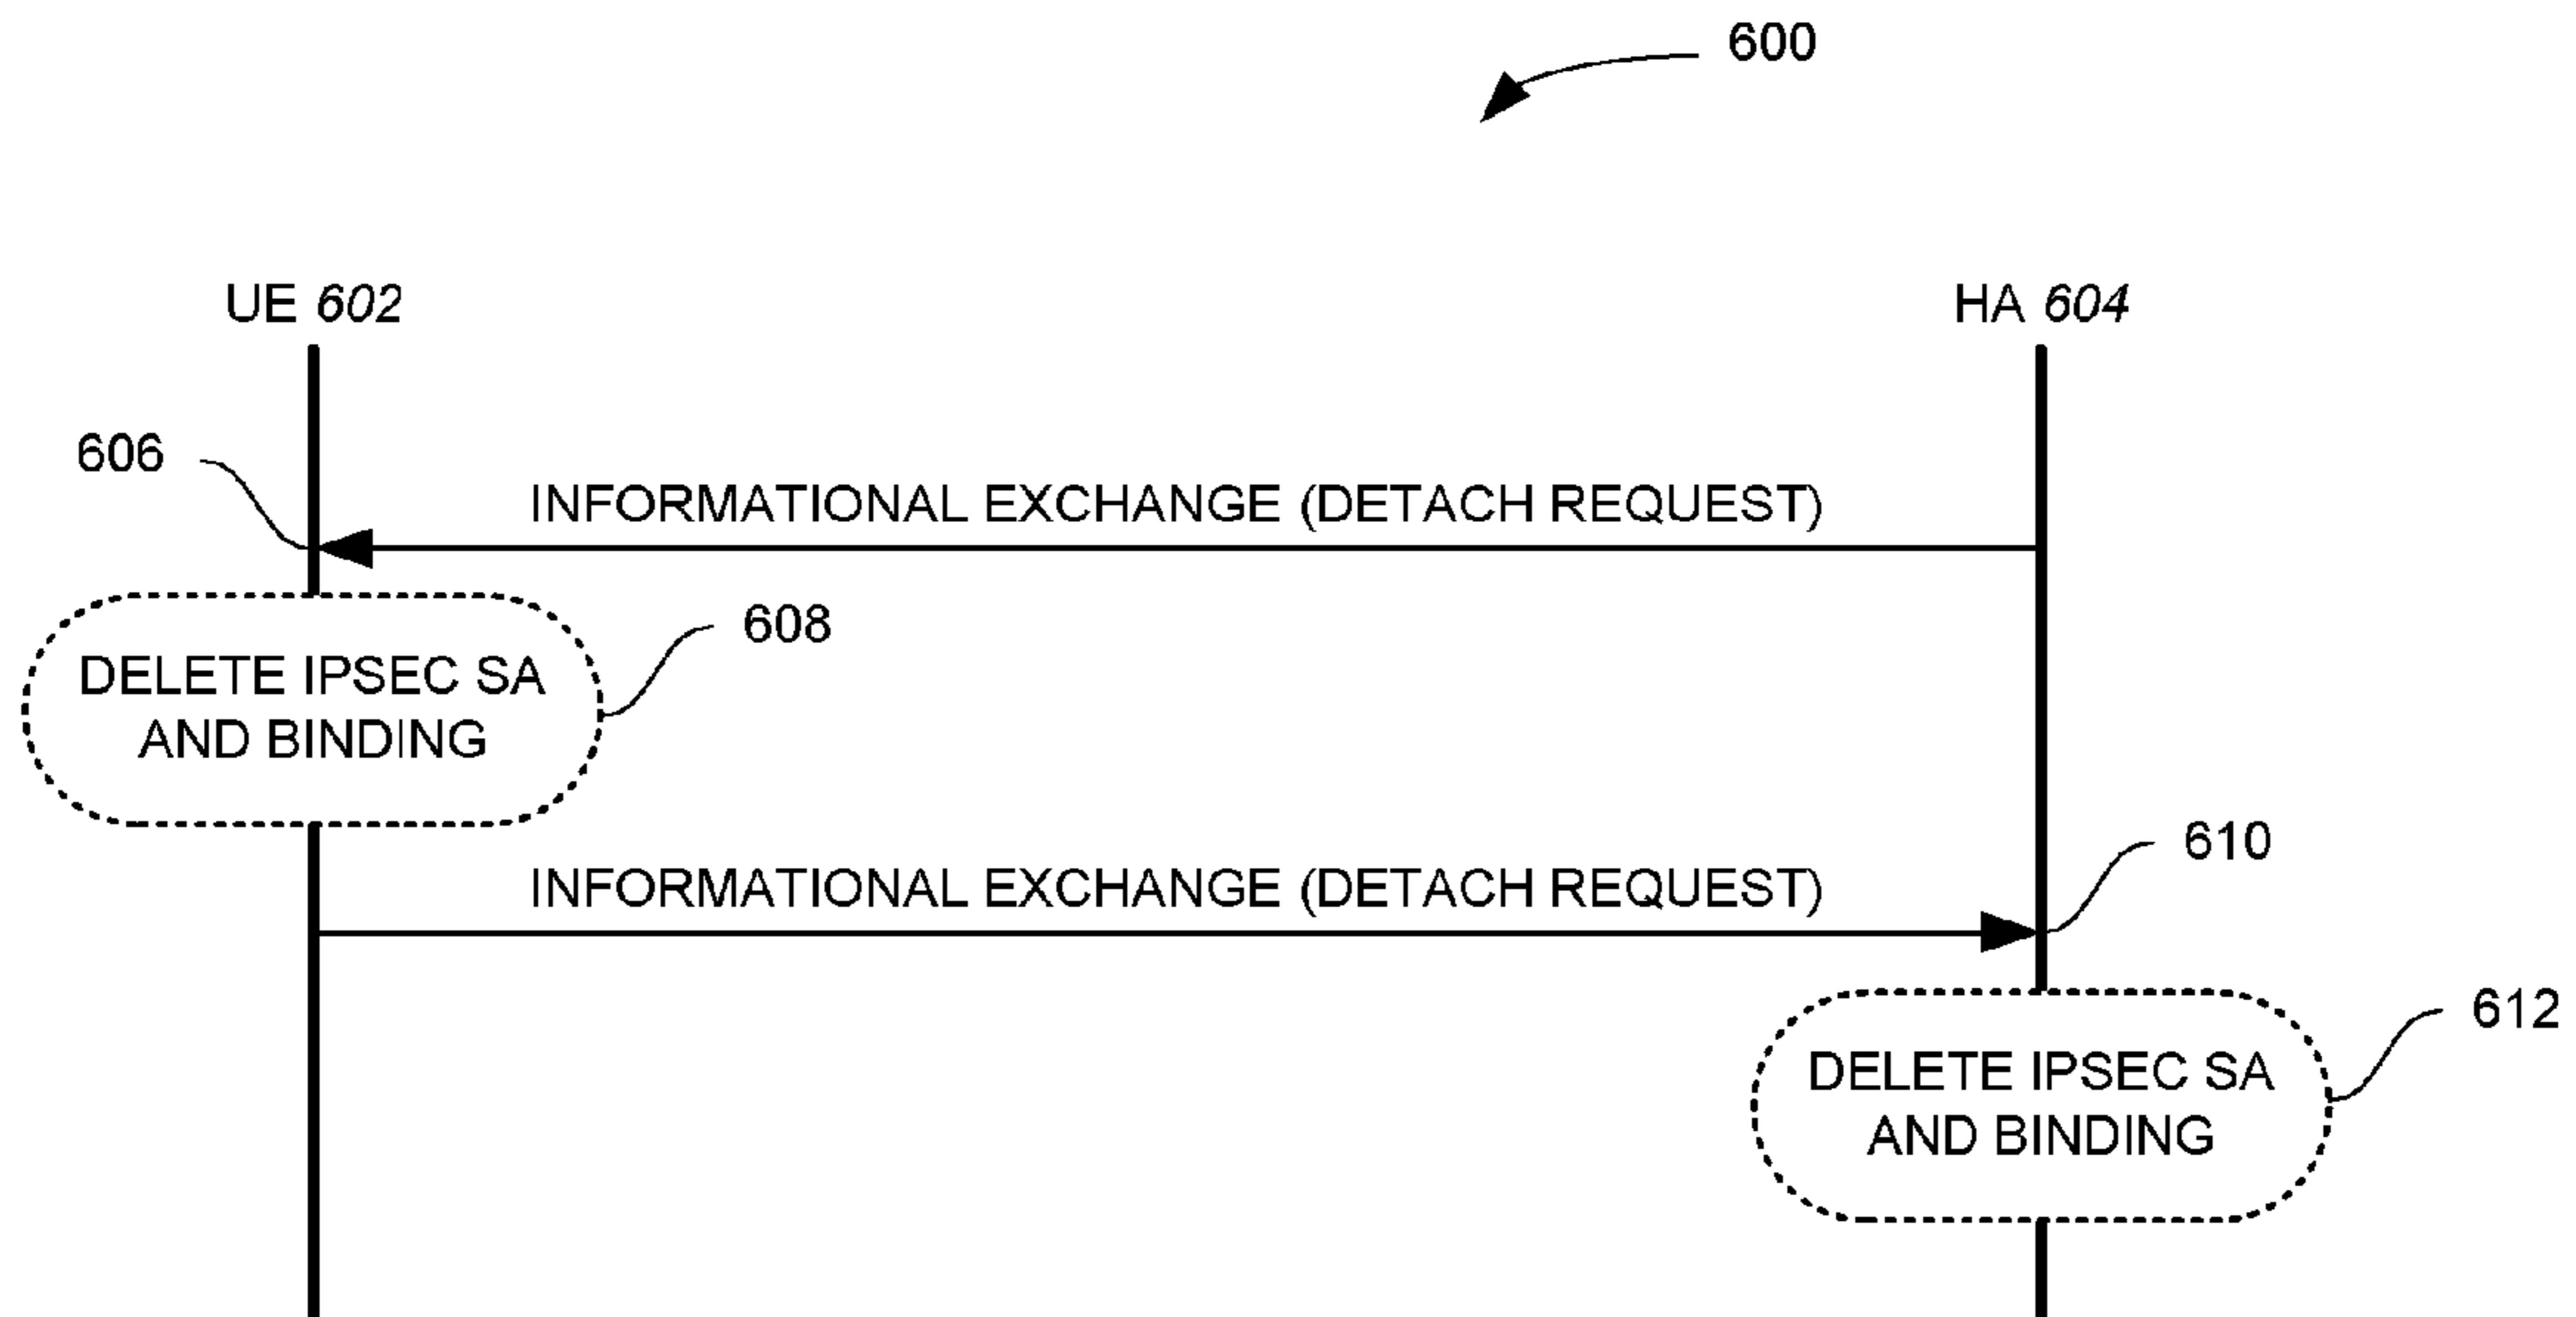 600
UE 602
HA 604
606
INFORMATIONAL EXCHANGE (DETACH REQUEST)
608
DELETE IPSEC SA
AND BINDING
610
INFORMATIONAL EXCHANGE (DETACH REQUEST)
612
DELETE IPSEC SA
AND BINDING